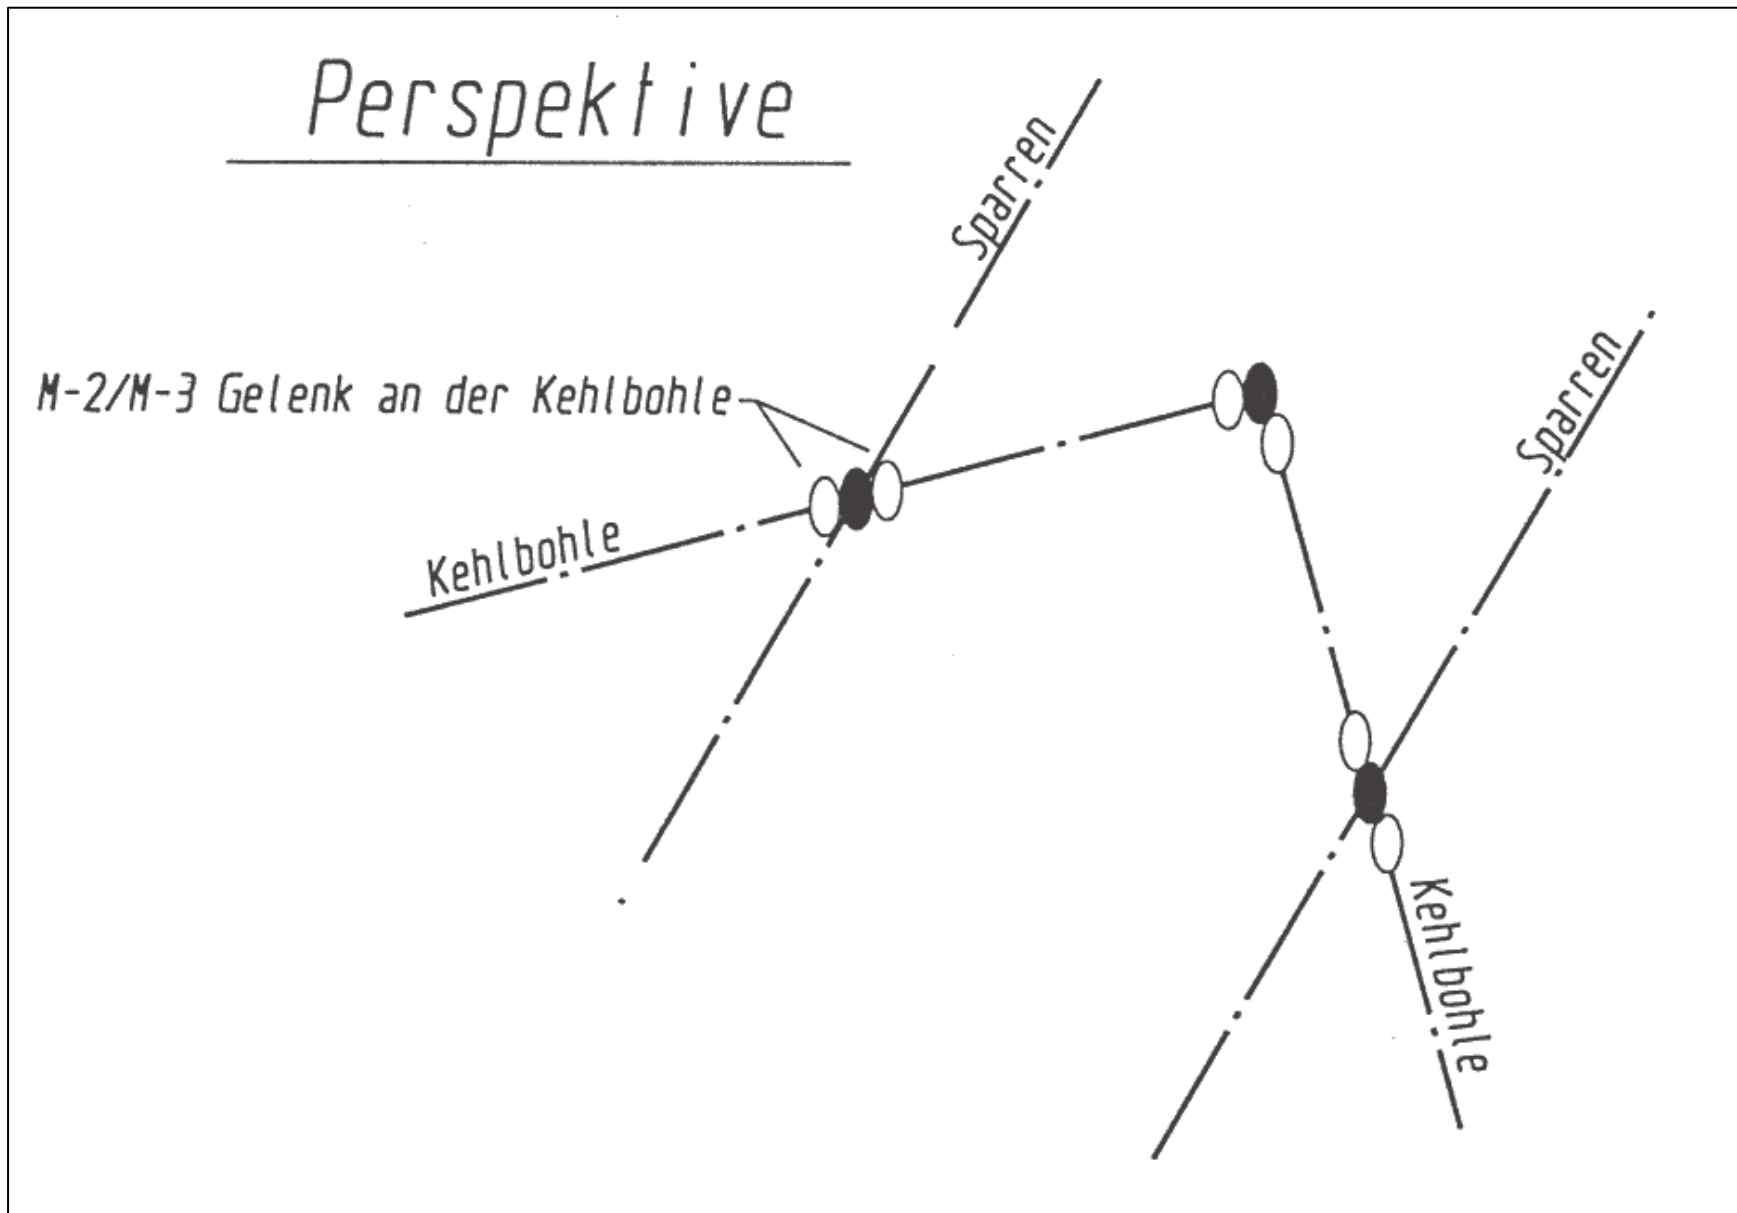 Perspektive
Sparren
Sparren
M-2/M-3 Gelenk an der Kehlbohle
Kehlbohle
Kehlbohle